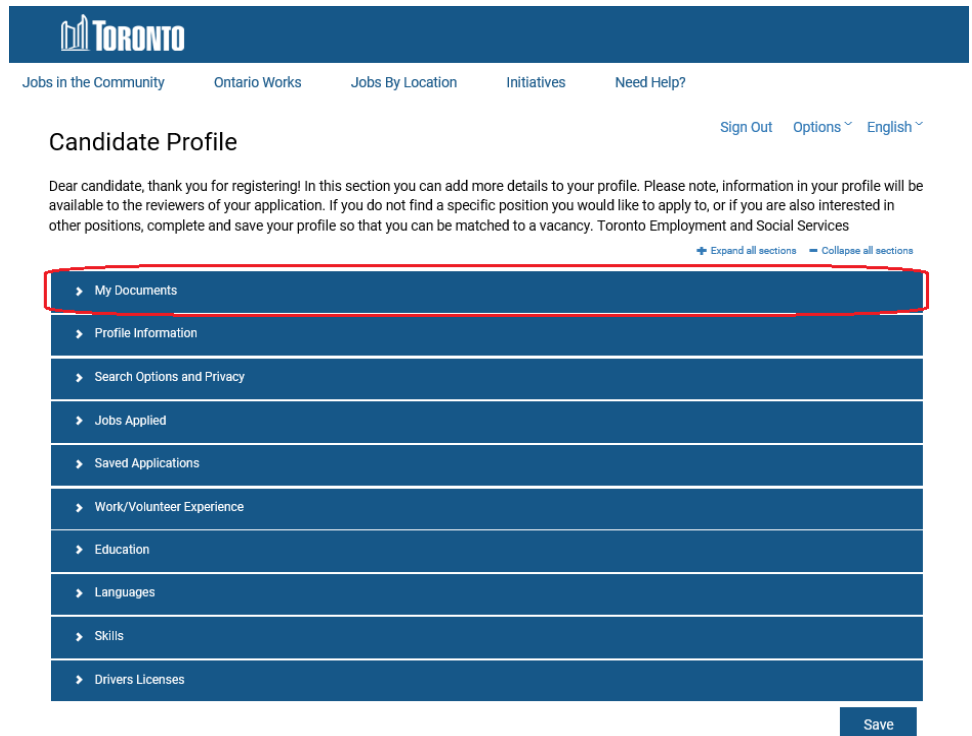 TORONTO
Jobs in the Community Ontario Works Jobs By Location Initiatives Need Help?
Sign Out Options English
Candidate Profile
Dear candidate, thank you for registering! In this section you can add more details to your profile. Please note, information in your profile will be
available to the reviewers of your application. If you do not find a specific position you would like to apply to, or if you are also interested in
other positions, complete and save your profile so that you can be matched to a vacancy. Toronto Employment and Social Services
Expand all sections Collapse all sections
My Documents
Profile Information
Search Options and Privacy
Jobs Applied
Saved Applications
Work/Volunteer Experience
Education
Languages
Skills
Drivers Licenses
Save